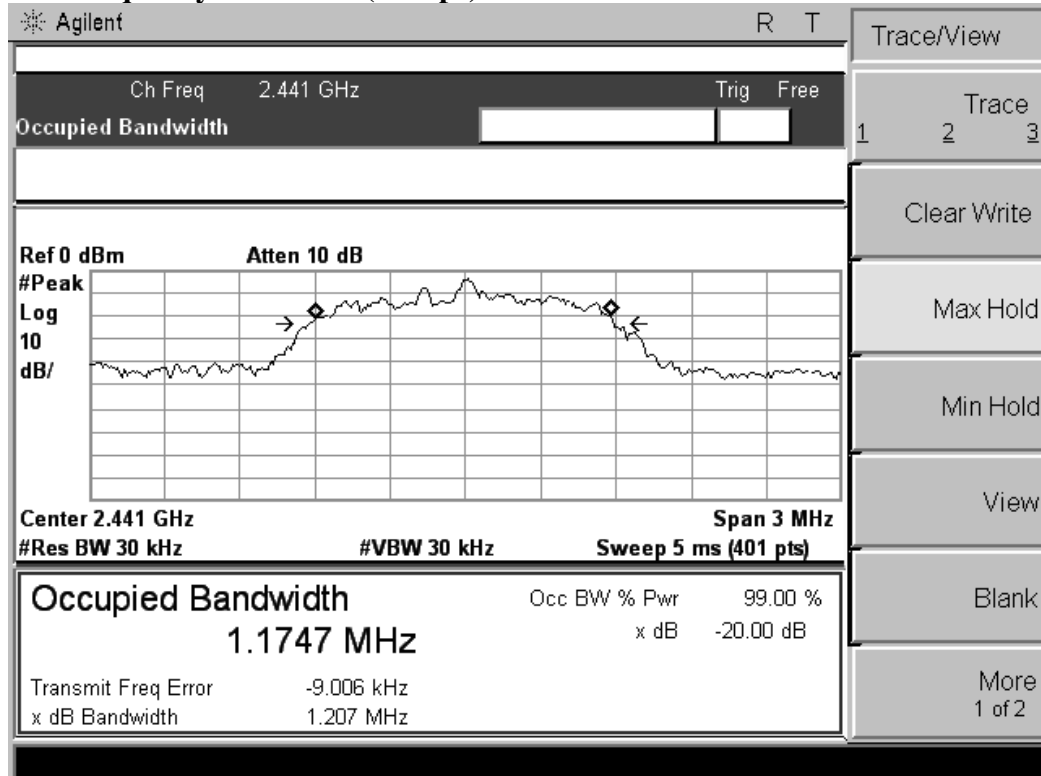 Agilent R T
Trace/View
Ch Freq 2.441 GHz Trig Free
Occupied Bandwidth
Trace
1 2 3
Clear Write
Max Hold
Min Hold
View
Blank
More
1 of 2
Ref 0 dBm Atten 10 dB
#Peak
Log
10
dB/
Center 2.441 GHz Span 3 MHz
#Res BW 30 kHz #VBW 30 kHz Sweep 5 ms (401 pts)
Occupied Bandwidth
1.1747 MHz
Occ BW % Pwr 99.00 %
x dB -20.00 dB
Transmit Freq Error -9.006 kHz
x dB Bandwidth 1.207 MHz